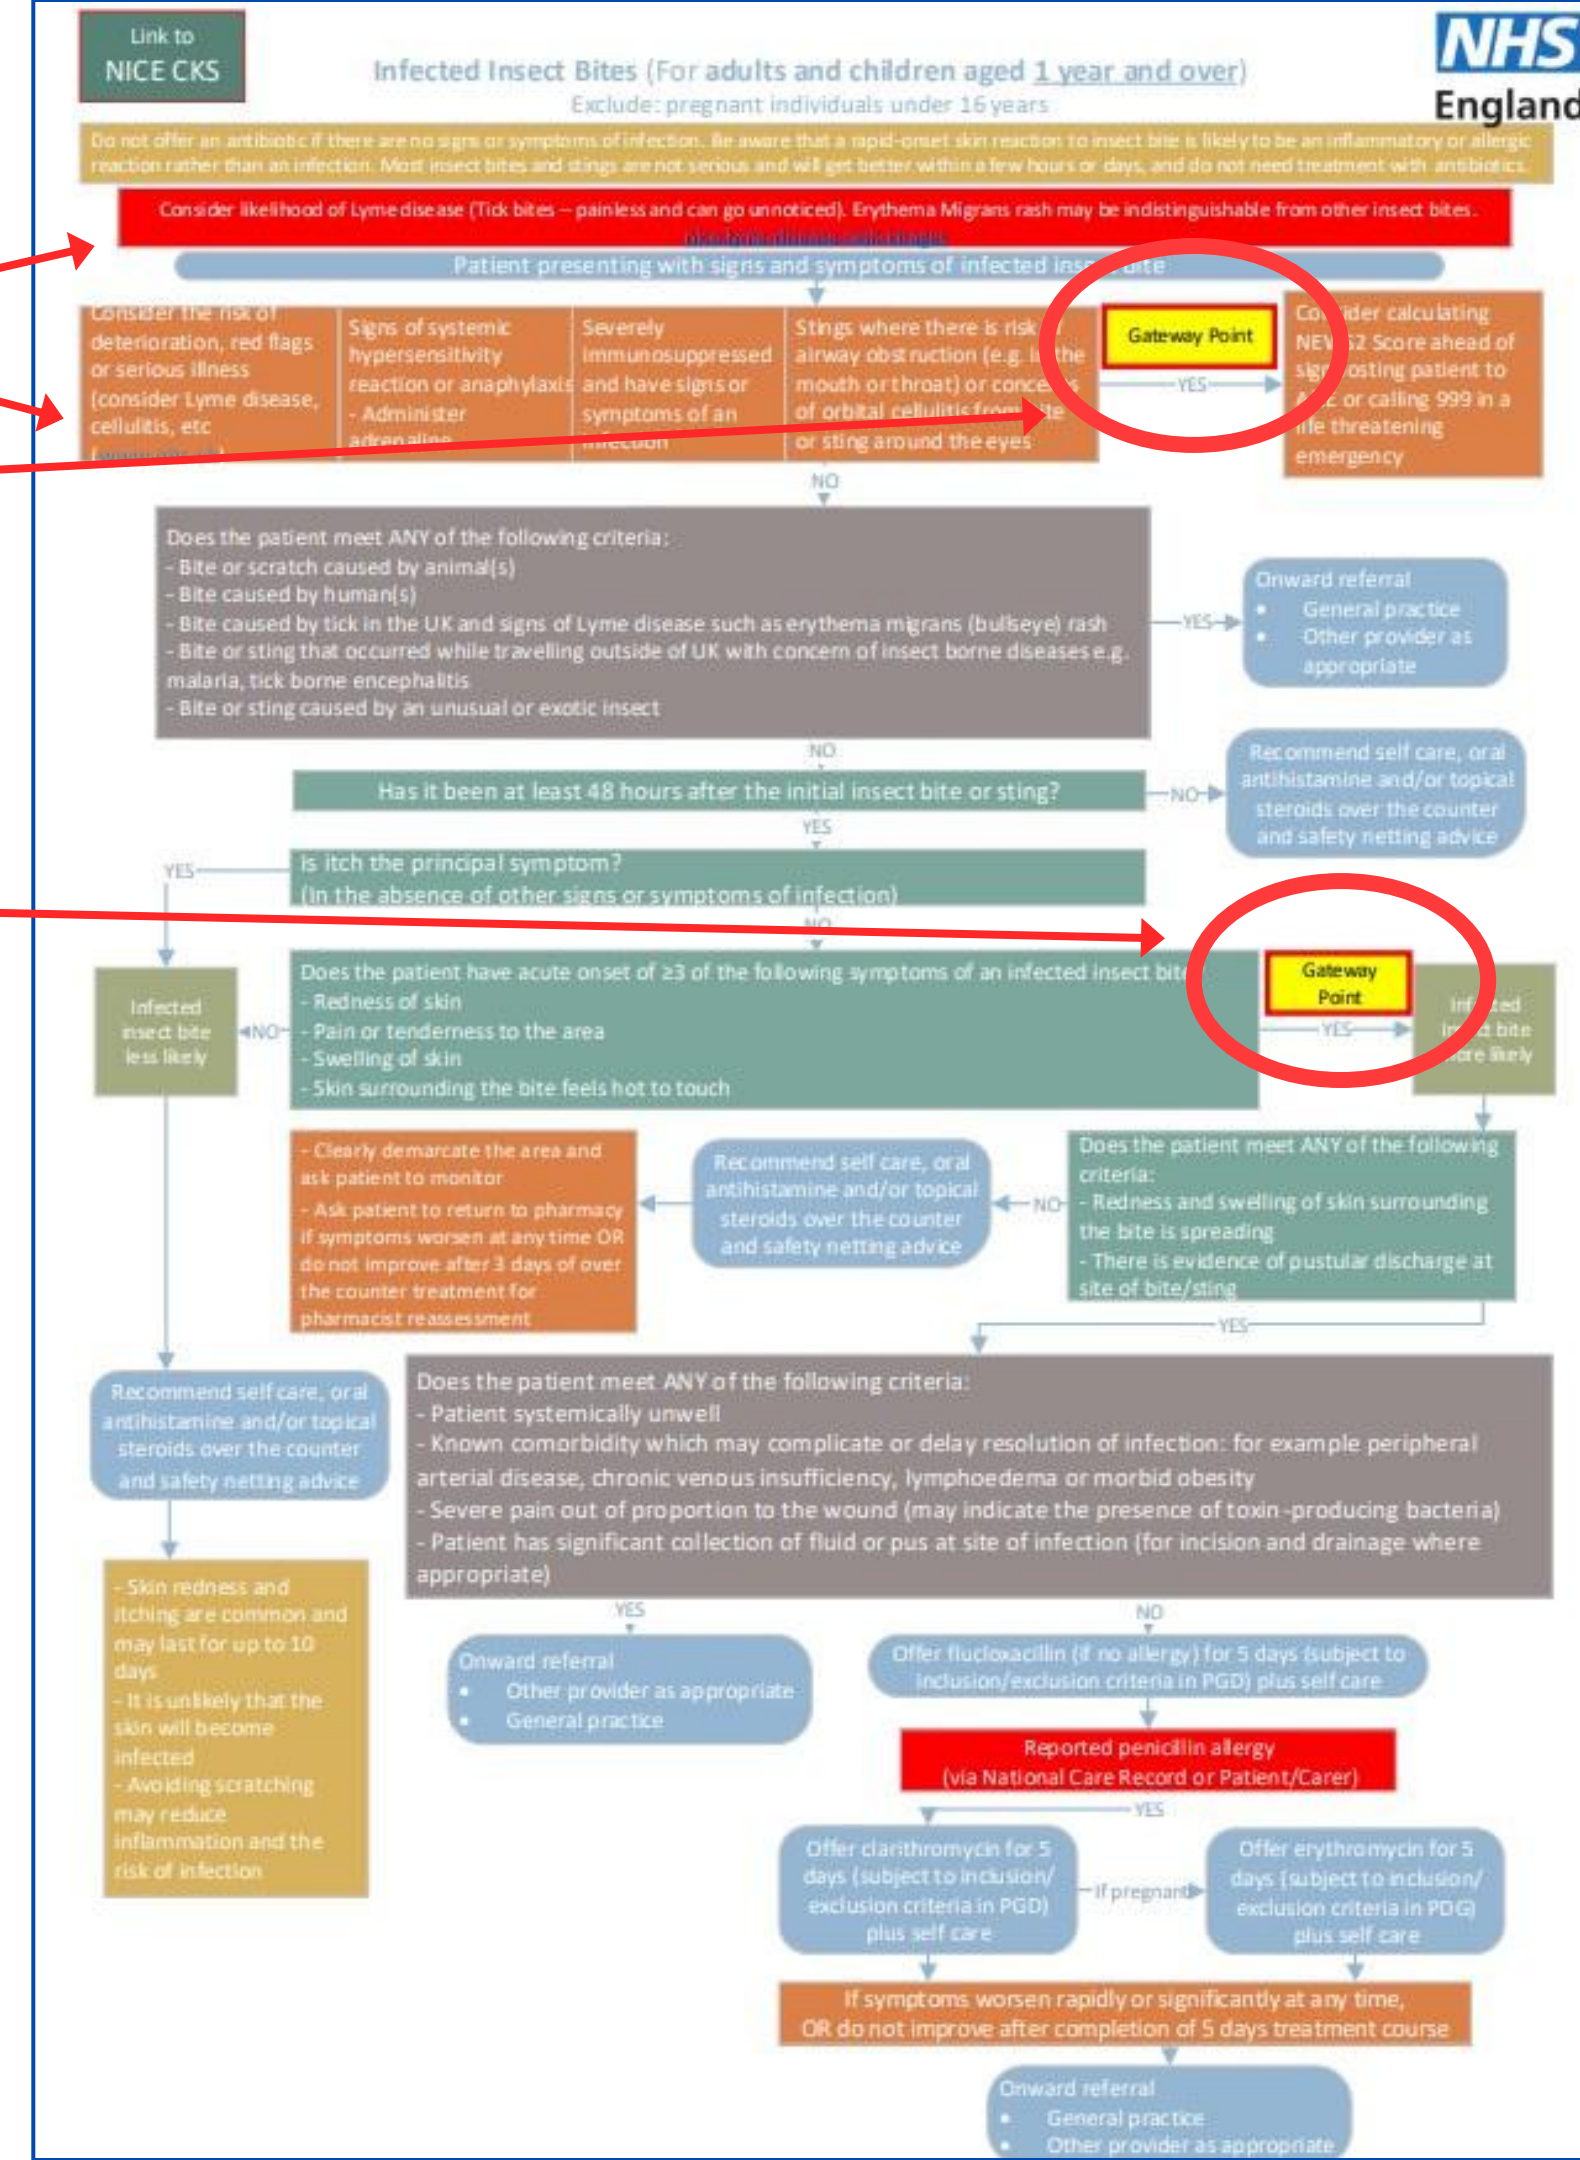 Link to
NICE CKS
NHS
England
Infected Insect Bites (For adults and children aged 1 year and over)
Exclude: pregnant individuals under 16 years
Do not offer an antibiotic if there are no signs or symptoms of infection. Be aware that a rapid-onset skin reaction to insect bite is likely to be an inflammatory or allergic
reaction rather than an infection. Most insect bites and stings are not serious and will get better within a few hours or days, and do not need treatment with antibiotics.
Consider likelihood of Lyme disease (Tick bites – painless and can go unnoticed). Erythema Migrans rash may be indistinguishable from other insect bites.
Patient presenting with signs and symptoms of infected insect bite
Consider the risk of
deterioration, red flags
or serious illness
(consider Lyme disease,
cellulitis, etc
Signs of systemic
hypersensitivity
reaction or anaphylaxis
- Administer
adrenaline
Severely
immunosuppressed
and have signs or
symptoms of an
infection
Stings where there is risk of
airway obstruction (e.g. in the
mouth or throat) or concerns
of orbital cellulitis from bite
or sting around the eyes
Gateway Point
YES
Consider calculating
NEWS2 Score ahead of
signposting patient to
A&E or calling 999 in a
life threatening
emergency
NO
Does the patient meet ANY of the following criteria:
- Bite or scratch caused by animal(s)
- Bite caused by human(s)
- Bite caused by tick in the UK and signs of Lyme disease such as erythema migrans (bullseye) rash
- Bite or sting that occurred while travelling outside of UK with concern of insect borne diseases e.g.
malaria, tick borne encephalitis
- Bite or sting caused by an unusual or exotic insect
YES
Onward referral
• General practice
• Other provider as
appropriate
NO
Has it been at least 48 hours after the initial insect bite or sting?
NO
Recommend self care, oral
antihistamine and/or topical
steroids over the counter
and safety netting advice
YES
Is itch the principal symptom?
(In the absence of other signs or symptoms of infection)
YES
NO
Does the patient have acute onset of ≥3 of the following symptoms of an infected insect bite
- Redness of skin
- Pain or tenderness to the area
- Swelling of skin
- Skin surrounding the bite feels hot to touch
Gateway
Point
YES
Infected
insect bite
more likely
NO
Infected
insect bite
less likely
Does the patient meet ANY of the following
criteria:
- Redness and swelling of skin surrounding
the bite is spreading
- There is evidence of pustular discharge at
site of bite/sting
NO
Recommend self care, oral
antihistamine and/or topical
steroids over the counter
and safety netting advice
- Clearly demarcate the area and
ask patient to monitor
- Ask patient to return to pharmacy
if symptoms worsen at any time OR
do not improve after 3 days of over
the counter treatment for
pharmacist reassessment
YES
Recommend self care, oral
antihistamine and/or topical
steroids over the counter
and safety netting advice
- Skin redness and
itching are common and
may last for up to 10
days
- It is unlikely that the
skin will become
infected
- Avoiding scratching
may reduce
inflammation and the
risk of infection
Does the patient meet ANY of the following criteria:
- Patient systemically unwell
- Known comorbidity which may complicate or delay resolution of infection: for example peripheral
arterial disease, chronic venous insufficiency, lymphoedema or morbid obesity
- Severe pain out of proportion to the wound (may indicate the presence of toxin -producing bacteria)
- Patient has significant collection of fluid or pus at site of infection (for incision and drainage where
appropriate)
YES
Onward referral
• Other provider as appropriate
• General practice
NO
Offer flucloxacillin (if no allergy) for 5 days (subject to
inclusion/exclusion criteria in PGD) plus self care
Reported penicillin allergy
(via National Care Record or Patient/Carer)
YES
Offer clarithromycin for 5
days (subject to inclusion/
exclusion criteria in PGD)
plus self care
If pregnant
Offer erythromycin for 5
days (subject to inclusion/
exclusion criteria in PDG)
plus self care
If symptoms worsen rapidly or significantly at any time,
OR do not improve after completion of 5 days treatment course
Onward referral
• General practice
• Other provider as appropriate